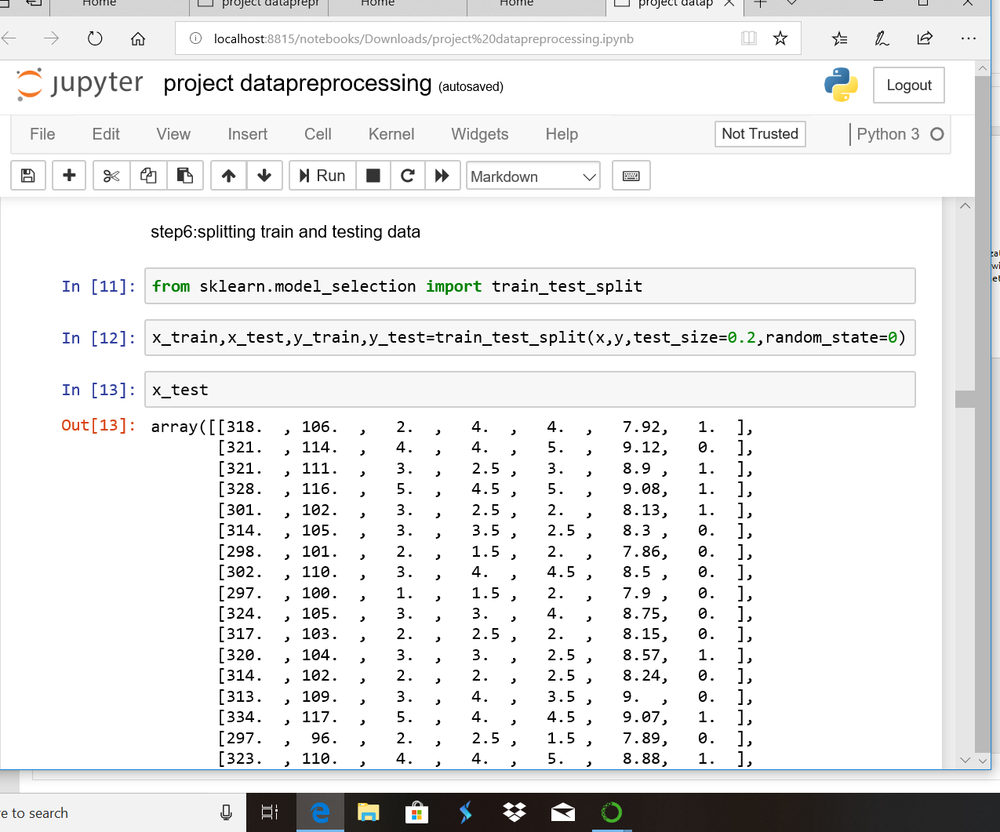 Home project dataprepr Home Home project datap
localhost:8815/notebooks/Downloads/project%20datapreprocessing.ipynb
jupyter project datapreprocessing (autosaved) Logout
File Edit View Insert Cell Kernel Widgets Help Not Trusted Python 3
Run Markdown
step6:splitting train and testing data
In [11]: from sklearn.model_selection import train_test_split
In [12]: x_train,x_test,y_train,y_test=train_test_split(x,y,test_size=0.2,random_state=0)
In [13]: x_test
Out[13]: array([[318.  , 106.  ,   2.  ,   4.  ,   4.  ,   7.92,   1.  ],
[321.  , 114.  ,   4.  ,   4.  ,   5.  ,   9.12,   0.  ],
[321.  , 111.  ,   3.  ,   2.5 ,   3.  ,   8.9 ,   1.  ],
[328.  , 116.  ,   5.  ,   4.5 ,   5.  ,   9.08,   1.  ],
[301.  , 102.  ,   3.  ,   2.5 ,   2.  ,   8.13,   1.  ],
[314.  , 105.  ,   3.  ,   3.5 ,   2.5 ,   8.3 ,   0.  ],
[298.  , 101.  ,   2.  ,   1.5 ,   2.  ,   7.86,   0.  ],
[302.  , 110.  ,   3.  ,   4.  ,   4.5 ,   8.5 ,   0.  ],
[297.  , 100.  ,   1.  ,   1.5 ,   2.  ,   7.9 ,   0.  ],
[324.  , 105.  ,   3.  ,   3.  ,   4.  ,   8.75,   0.  ],
[317.  , 103.  ,   2.  ,   2.5 ,   2.  ,   8.15,   0.  ],
[320.  , 104.  ,   3.  ,   3.  ,   2.5 ,   8.57,   1.  ],
[314.  , 102.  ,   2.  ,   2.  ,   2.5 ,   8.24,   0.  ],
[313.  , 109.  ,   3.  ,   4.  ,   3.5 ,   9.  ,   0.  ],
[334.  , 117.  ,   5.  ,   4.  ,   4.5 ,   9.07,   1.  ],
[297.  ,  96.  ,   2.  ,   2.5 ,   1.5 ,   7.89,   0.  ],
[323.  , 110.  ,   4.  ,   4.  ,   5.  ,   8.88,   1.  ],
e to search